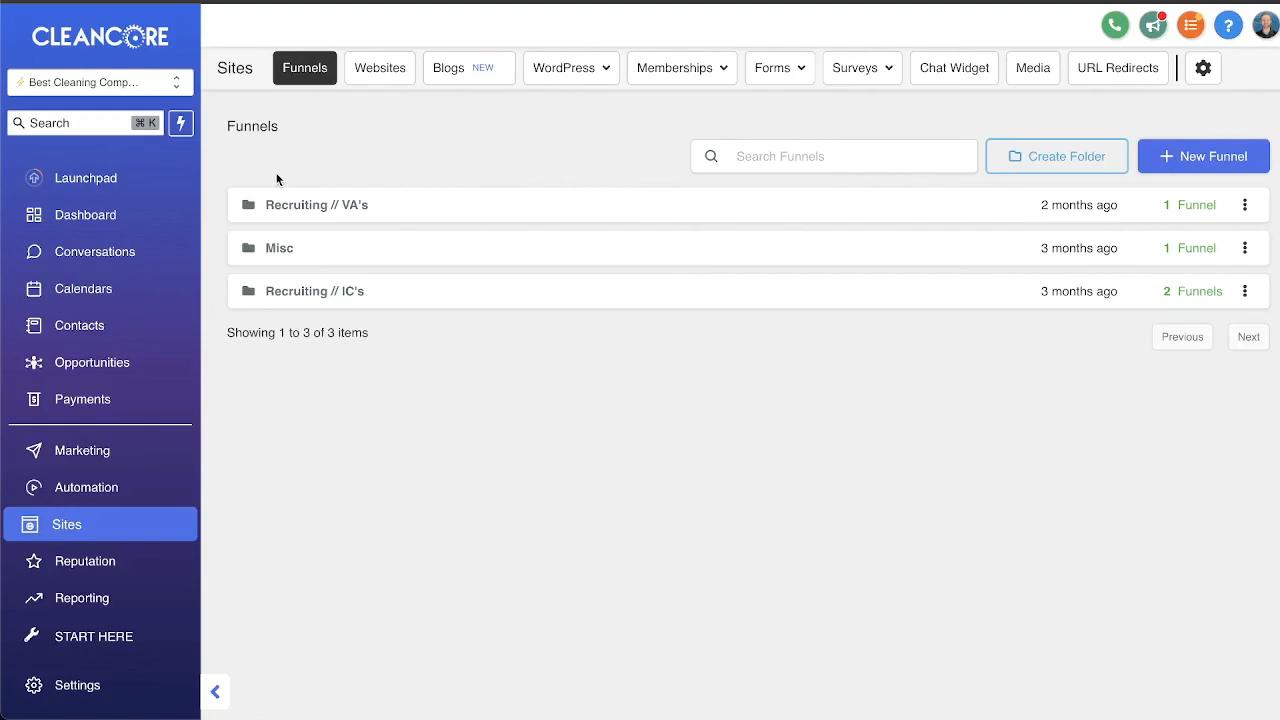 CLEANCORE
Best Cleaning Comp...
Search ⌘ K
Launchpad
Dashboard
Conversations
Calendars
Contacts
Opportunities
Payments
Marketing
Automation
Sites
Reputation
Reporting
START HERE
Settings
Sites Funnels Websites Blogs NEW WordPress Memberships Forms Surveys Chat Widget Media URL Redirects
Funnels
Search Funnels Create Folder + New Funnel
Recruiting // VA's 2 months ago 1 Funnel
Misc 3 months ago 1 Funnel
Recruiting // IC's 3 months ago 2 Funnels
Showing 1 to 3 of 3 items Previous Next